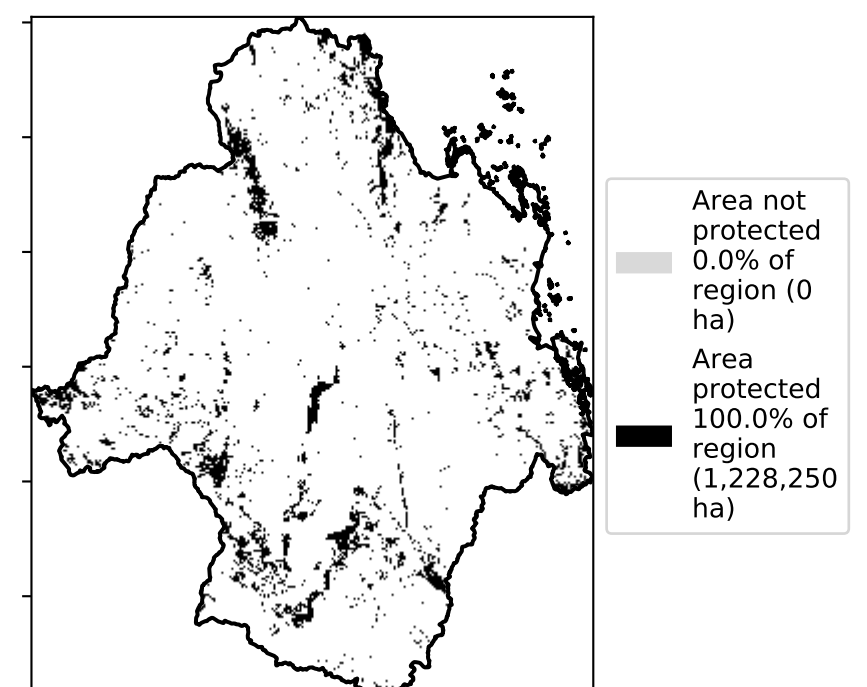 Area not
protected
0.0% of
region (0
ha)
Area
protected
100.0% of
region
(1,228,250
ha)